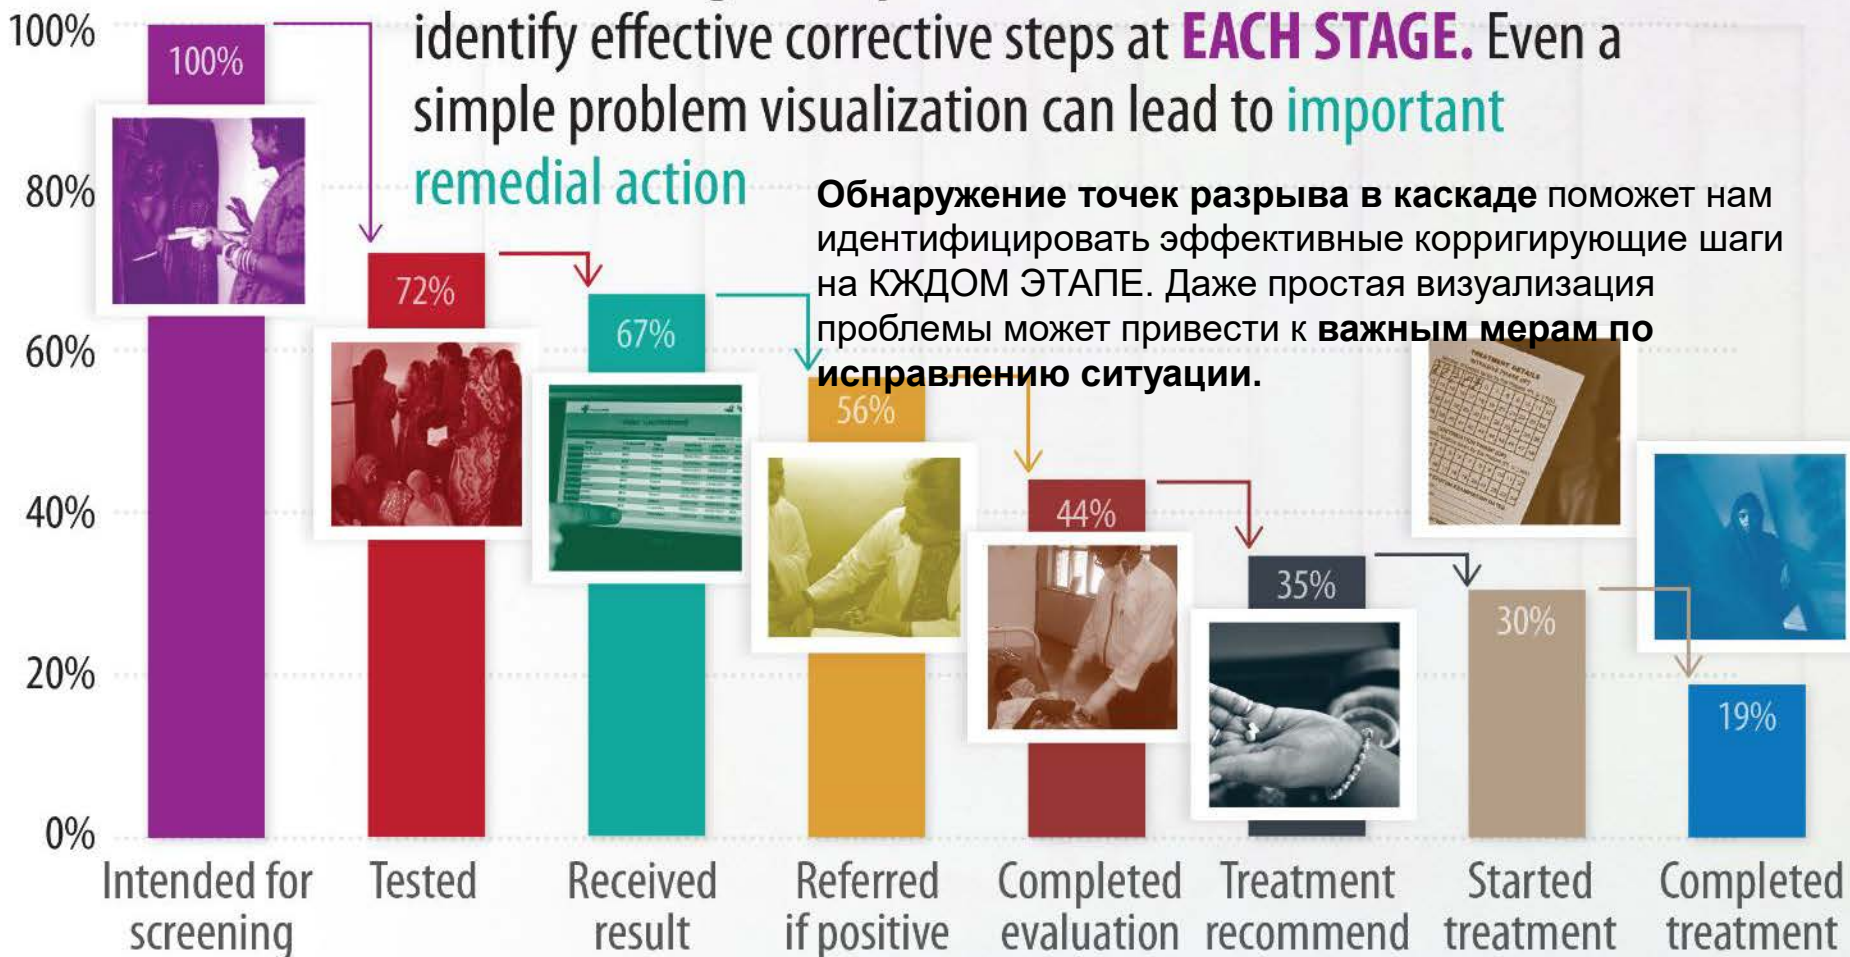 identify effective corrective steps at EACH STAGE. Even a
simple problem visualization can lead to important
remedial action
Обнаружение точек разрыва в каскаде поможет нам
идентифицировать эффективные корригирующие шаги
на КЖДОМ ЭТАПЕ. Даже простая визуализация
проблемы может привести к важным мерам по
исправлению ситуации.
100%
80%
60%
40%
20%
0%
100%
72%
67%
56%
44%
35%
30%
19%
TREATMENT DETAILS
Intended for
screening
Tested
Received
result
Referred
if positive
Completed
evaluation
Treatment
recommend
Started
treatment
Completed
treatment